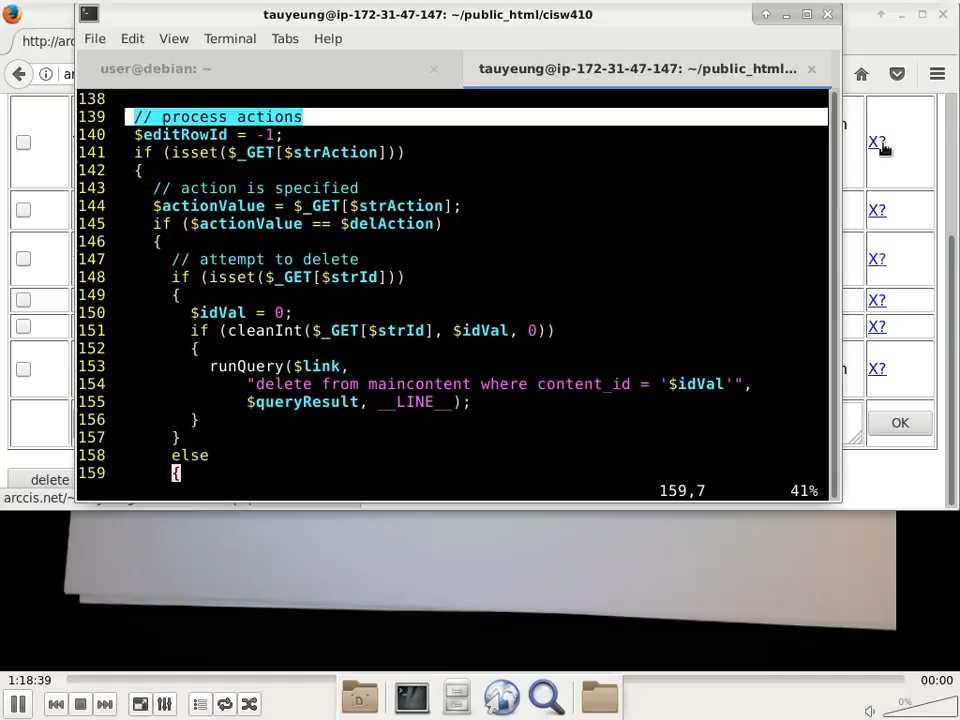 tauyeung@ip-172-31-47-147: ~/public_html/cisw410
File Edit View Terminal Tabs Help
http://arc
user@debian: ~ ×
tauyeung@ip-172-31-47-147: ~/public_html... ×
138
139 // process actions
140 $editRowId = -1;
141 if (isset($_GET[$strAction]))
142 {
143 // action is specified
144 $actionValue = $_GET[$strAction];
145 if ($actionValue == $delAction)
146 {
147 // attempt to delete
148 if (isset($_GET[$strId]))
149 {
150 $idVal = 0;
151 if (cleanInt($_GET[$strId], $idVal, 0))
152 {
153 runQuery($link,
154 "delete from maincontent where content_id = '$idVal'",
155 $queryResult, __LINE__);
156 }
157 }
158 else
159 {
159,7 41%
X?
X?
X?
X?
X?
X?
OK
delete
arccis.net/~
1:18:39
00:00
0%